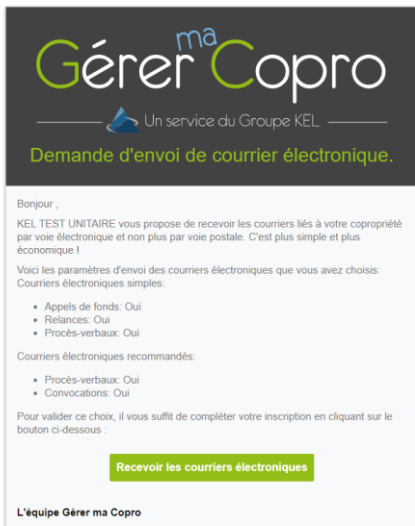 Gérer ma Copro
Un service du Groupe KEL
Demande d'envoi de courrier électronique.
Bonjour ,
KEL TEST UNITAIRE vous propose de recevoir les courriers liés à votre copropriété
par voie électronique et non plus par voie postale. C'est plus simple et plus
économique !
Voici les paramètres d'envoi des courriers électroniques que vous avez choisis:
Courriers électroniques simples:
• Appels de fonds: Oui
• Relances: Oui
• Procès-verbaux: Oui
Courriers électroniques recommandés:
• Procès-verbaux: Oui
• Convocations: Oui
Pour valider ce choix, il vous suffit de compléter votre inscription en cliquant sur le
bouton ci-dessous :
Recevoir les courriers électroniques
L'équipe Gérer ma Copro